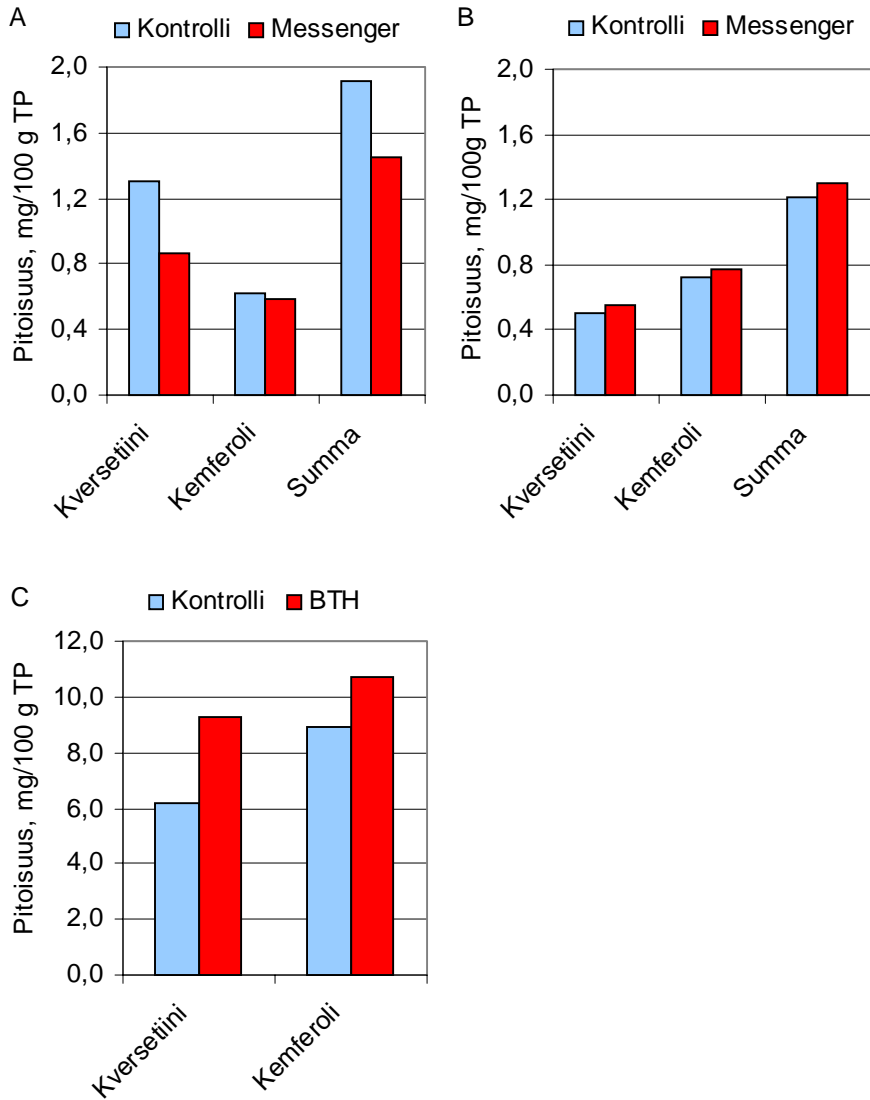 A
Kontrolli Messenger
Pitoisuus, mg/100 g TP
2,0
1,6
1,2
0,8
0,4
0,0
Kversetiini
Kemferoli
Summa
B
Kontrolli Messenger
Pitoisuus, mg/100g TP
2,0
1,6
1,2
0,8
0,4
0,0
Kversetiini
Kemferoli
Summa
C
Kontrolli BTH
Pitoisuus, mg/100 g TP
12,0
10,0
8,0
6,0
4,0
2,0
0,0
Kversetiini
Kemferoli